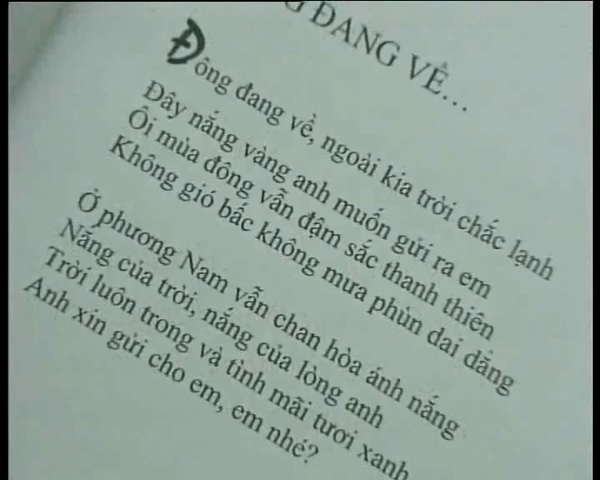 ĐANG VỀ...
Đông đang về, ngoài kia trời chắc lạnh
Đây nắng vàng anh muốn gửi ra em
Ôi mùa đông vẫn đậm sắc thanh thiên
Không gió bấc không mưa phùn dai dẳng
Ở phương Nam vẫn chan hòa ánh nắng
Nắng của trời, nắng của lòng anh
Trời luôn trong và tình mãi tươi xanh
Anh xin gửi cho em, em nhé?